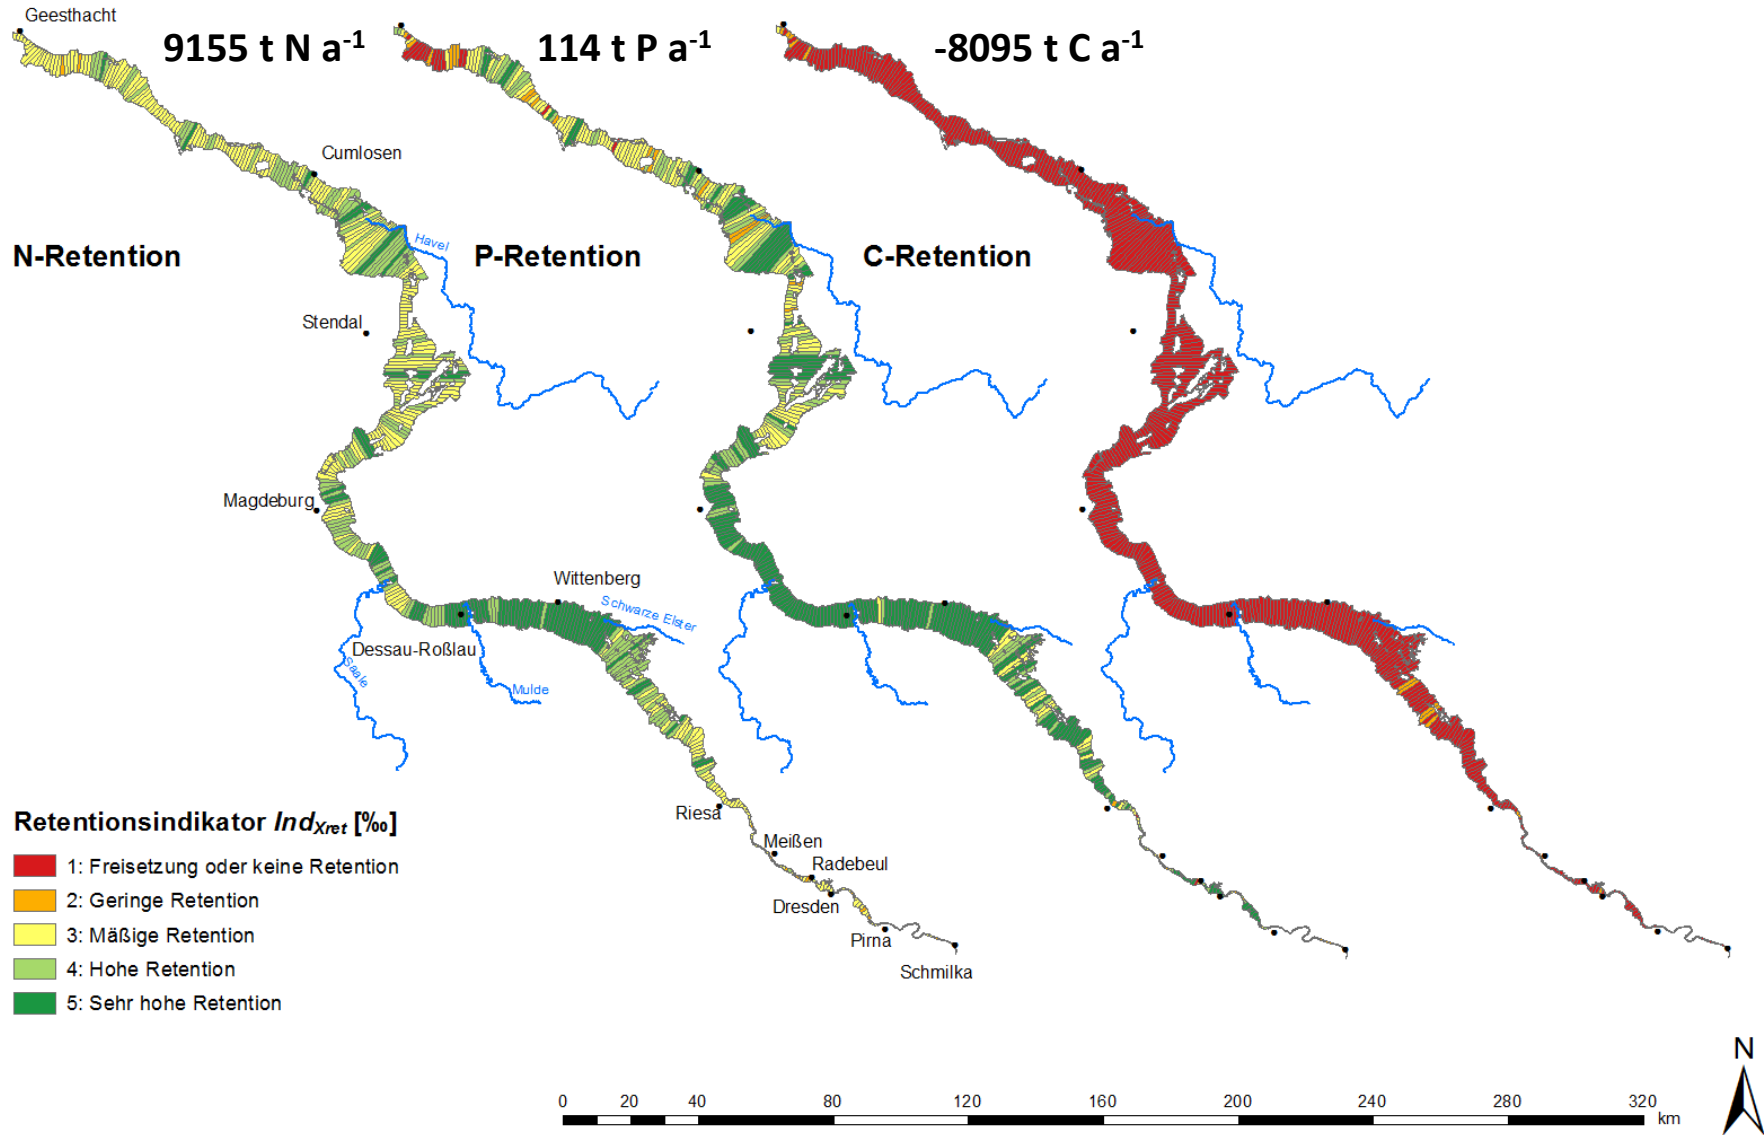 Geesthacht
9155 t N a-1
114 t P a-1
-8095 t C a-1
Cumlosen
Havel
N-Retention
P-Retention
C-Retention
Stendal
Magdeburg
Wittenberg
Schwarze Elster
Dessau-Roßlau
Saale
Mulde
Riesa
Meißen
Radebeul
Dresden
Pirna
Schmilka
Retentionsindikator IndXret [‰]
1: Freisetzung oder keine Retention
2: Geringe Retention
3: Mäßige Retention
4: Hohe Retention
5: Sehr hohe Retention
N
0 20 40 80 120 160 200 240 280 320
km